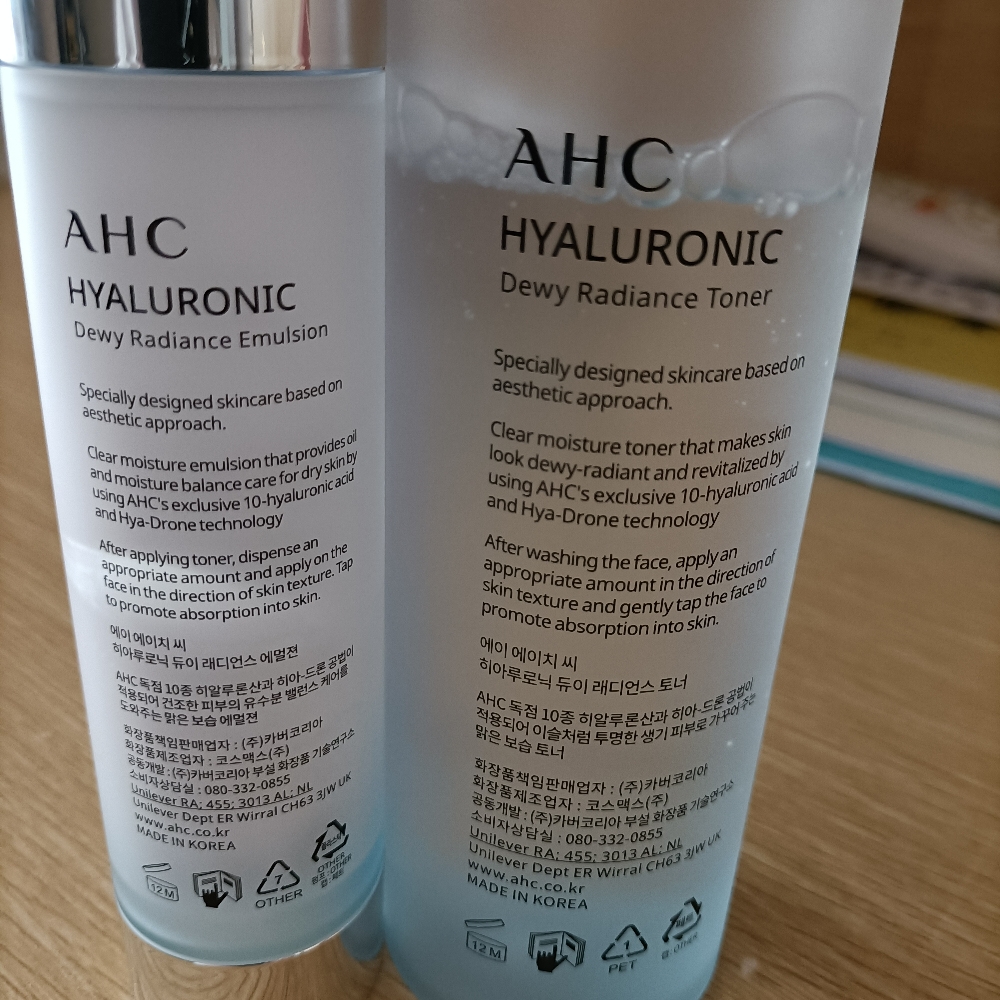 AHC
HYALURONIC
Dewy Radiance Emulsion
Specially designed skincare based on
aesthetic approach.
Clear moisture emulsion that provides oil
and moisture balance care for dry skin by
using AHC's exclusive 10-hyaluronic acid
and Hya-Drone technology
After applying toner, dispense an
appropriate amount and apply on the
face in the direction of skin texture. Tap
to promote absorption into skin.
에이 에이치 씨
히아루로닉 듀이 래디언스 에멀젼
AHC 독점 10종 히알루론산과 히아-드론 공법이
적용되어 건조한 피부의 유수분 밸런스 케어를
도와주는 맑은 보습 에멀젼
화장품책임판매업자 : (주)카버코리아
화장품제조업자 : 코스맥스(주)
공동개발 : (주)카버코리아 부설 화장품 기술연구소
소비자상담실 : 080-332-0855
Unilever RA; 455; 3013 AL; NL
Unilever Dept ER Wirral CH63 3JW UK
www.ahc.co.kr
MADE IN KOREA
12M
7
OTHER
플라스틱
OTHER
펌프:OTHER
캡:페트
AHC
HYALURONIC
Dewy Radiance Toner
Specially designed skincare based on
aesthetic approach.
Clear moisture toner that makes skin
look dewy-radiant and revitalized by
using AHC's exclusive 10-hyaluronic acid
and Hya-Drone technology
After washing the face, apply an
appropriate amount in the direction of
skin texture and gently tap the face to
promote absorption into skin.
에이 에이치 씨
히아루로닉 듀이 래디언스 토너
AHC 독점 10종 히알루론산과 히아-드론 공법이
적용되어 이슬처럼 투명한 생기 피부로 가꾸어주는
맑은 보습 토너
화장품책임판매업자 : (주)카버코리아
화장품제조업자 : 코스맥스(주)
공동개발 : (주)카버코리아 부설 화장품 기술연구소
소비자상담실 : 080-332-0855
Unilever RA; 455; 3013 AL; NL
Unilever Dept ER Wirral CH63 3JW UK
www.ahc.co.kr
MADE IN KOREA
12M
1
PET
페트
캡:OTHER